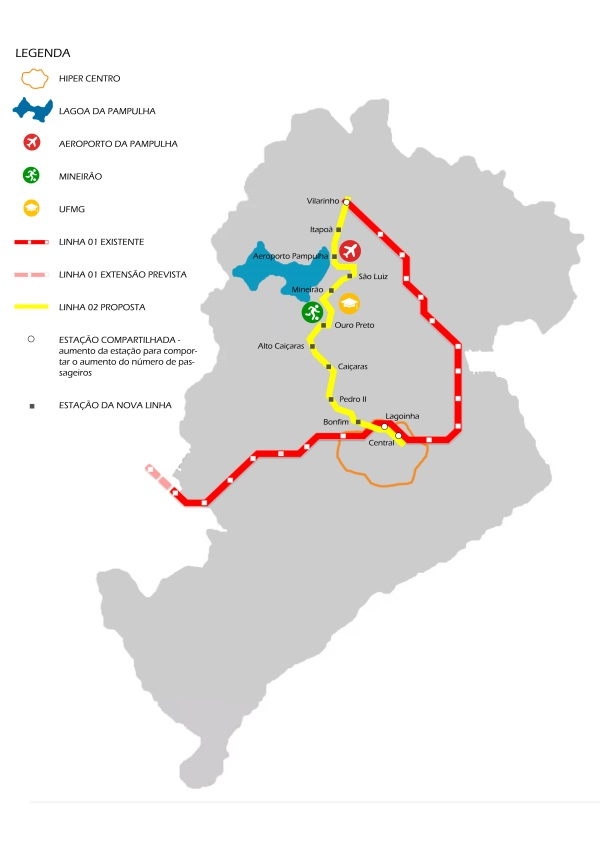 LEGENDA
HIPER CENTRO
LAGOA DA PAMPULHA
AEROPORTO DA PAMPULHA
MINEIRÃO
UFMG
LINHA 01 EXISTENTE
LINHA 01 EXTENSÃO PREVISTA
LINHA 02 PROPOSTA
ESTAÇÃO COMPARTILHADA -
aumento da estação para compor-
tar o aumento do número de pas-
sageiros
ESTAÇÃO DA NOVA LINHA
Vilarinho
Itapoã
Aeroporto Pampulha
São Luiz
Mineirão
Ouro Preto
Alto Caiçaras
Caiçaras
Pedro II
Lagoinha
Bonfim
Central